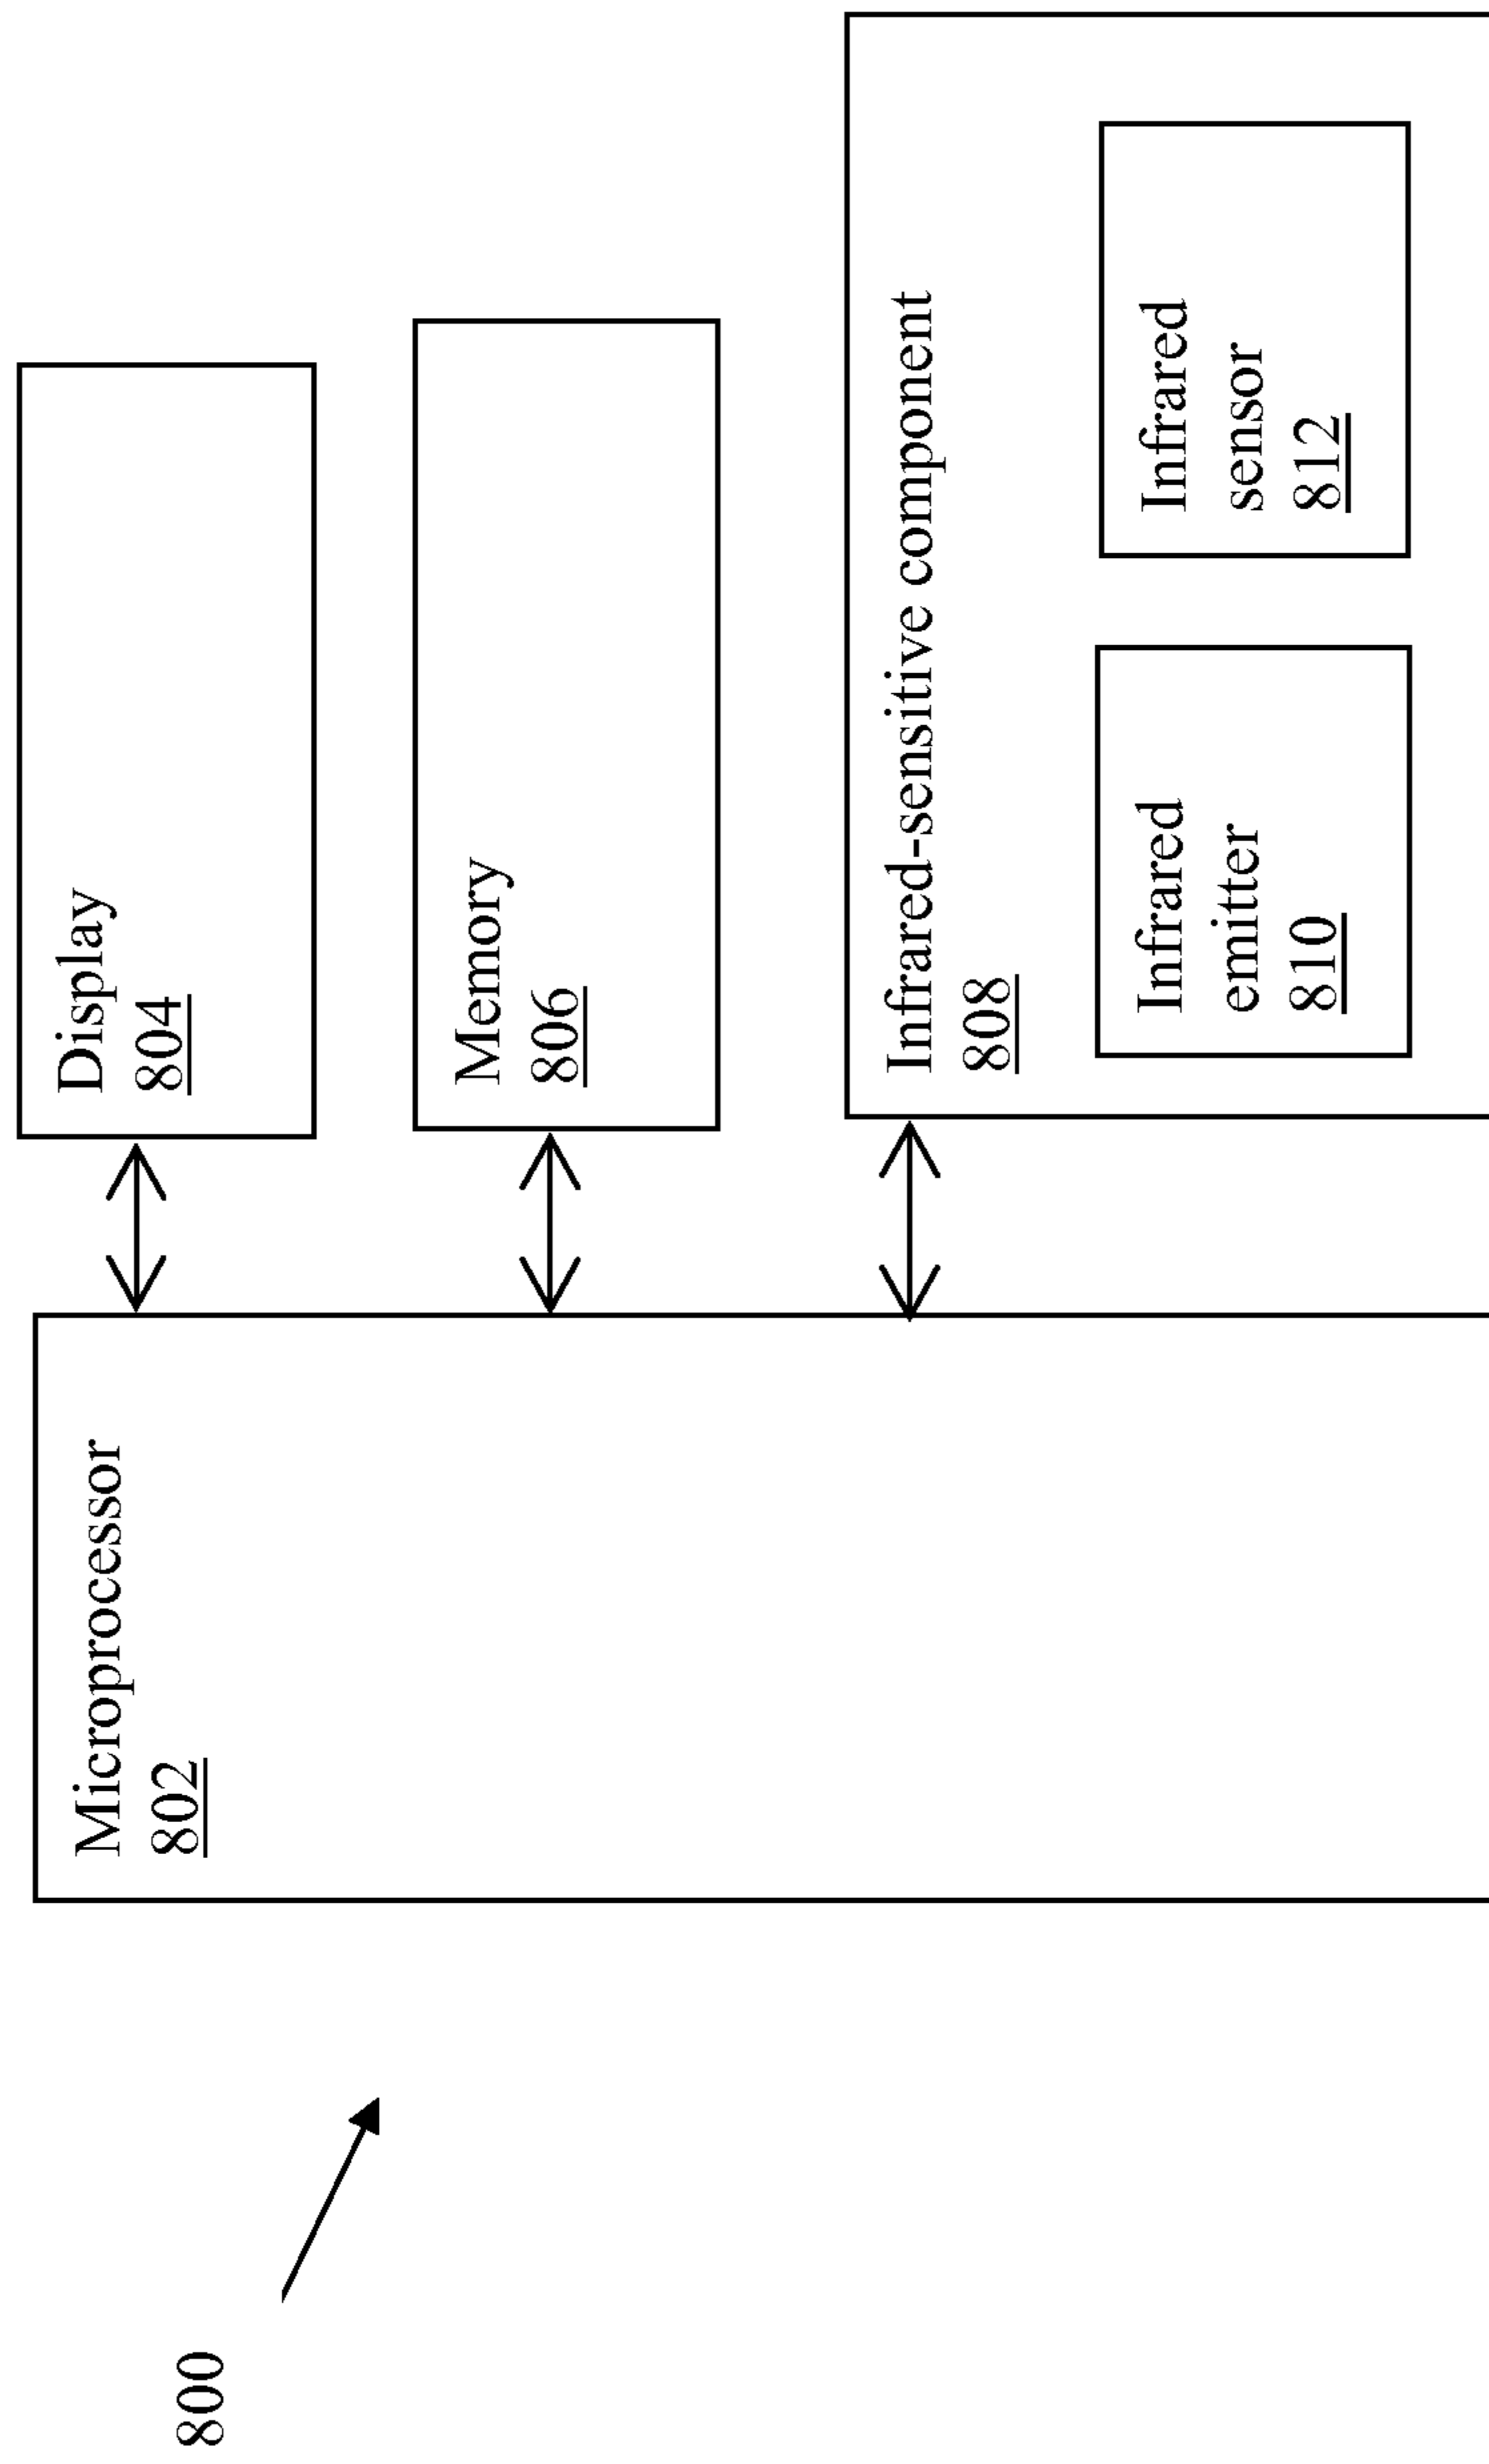 800
Microprocessor
802
Display
804
Memory
806
Infrared-sensitive component
808
Infrared
emitter
810
Infrared
sensor
812